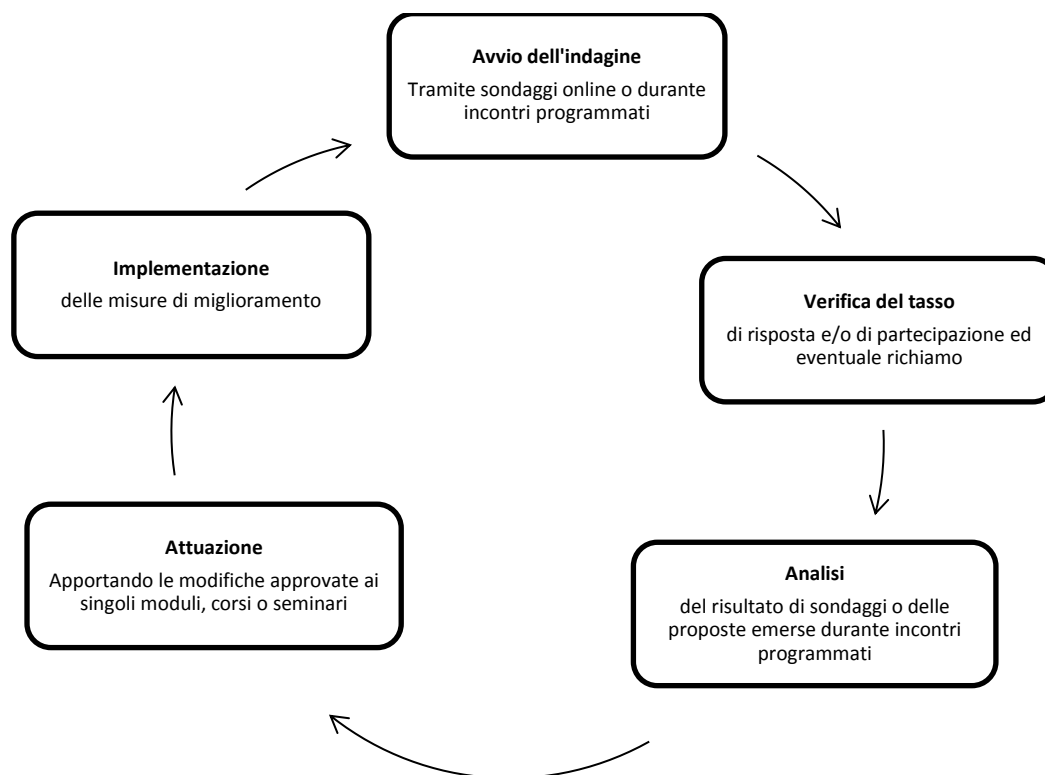 Avvio dell'indagine
Tramite sondaggi online o durante
incontri programmati
Verifica del tasso
di risposta e/o di partecipazione ed
eventuale richiamo
Analisi
del risultato di sondaggi o delle
proposte emerse durante incontri
programmati
Attuazione
Apportando le modifiche approvate ai
singoli moduli, corsi o seminari
Implementazione
delle misure di miglioramento